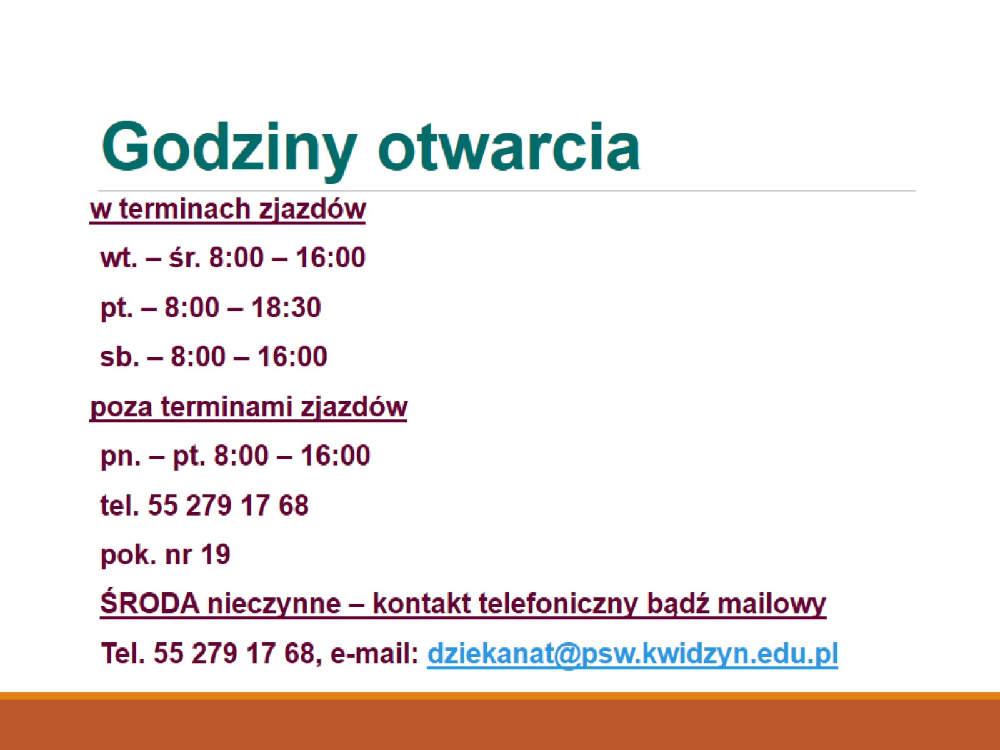 Godziny otwarcia
w terminach zjazdów
wt. – śr. 8:00 – 16:00
pt. – 8:00 – 18:30
sb. – 8:00 – 16:00
poza terminami zjazdów
pn. – pt. 8:00 – 16:00
tel. 55 279 17 68
pok. nr 19
ŚRODA nieczynne – kontakt telefoniczny bądź mailowy
Tel. 55 279 17 68, e-mail: dziekanat@psw.kwidzyn.edu.pl